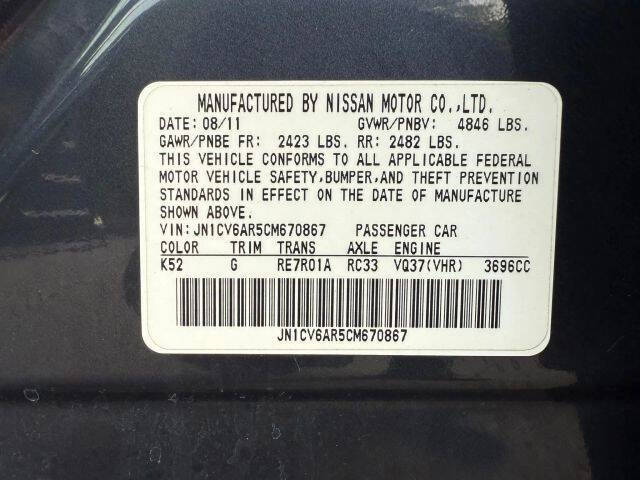 MANUFACTURED BY NISSAN MOTOR CO.,LTD.
DATE: 08/11 GVWR/PNBV: 4846 LBS.
GAWR/PNBE FR: 2423 LBS. RR: 2482 LBS.
THIS VEHICLE CONFORMS TO ALL APPLICABLE FEDERAL
MOTOR VEHICLE SAFETY,BUMPER,AND THEFT PREVENTION
STANDARDS IN EFFECT ON THE DATE OF MANUFACTURE
SHOWN ABOVE.
VIN: JN1CV6AR5CM670867 PASSENGER CAR
COLOR TRIM TRANS AXLE ENGINE
K52 G RE7R01A RC33 VQ37(VHR) 3696CC
JN1CV6AR5CM670867